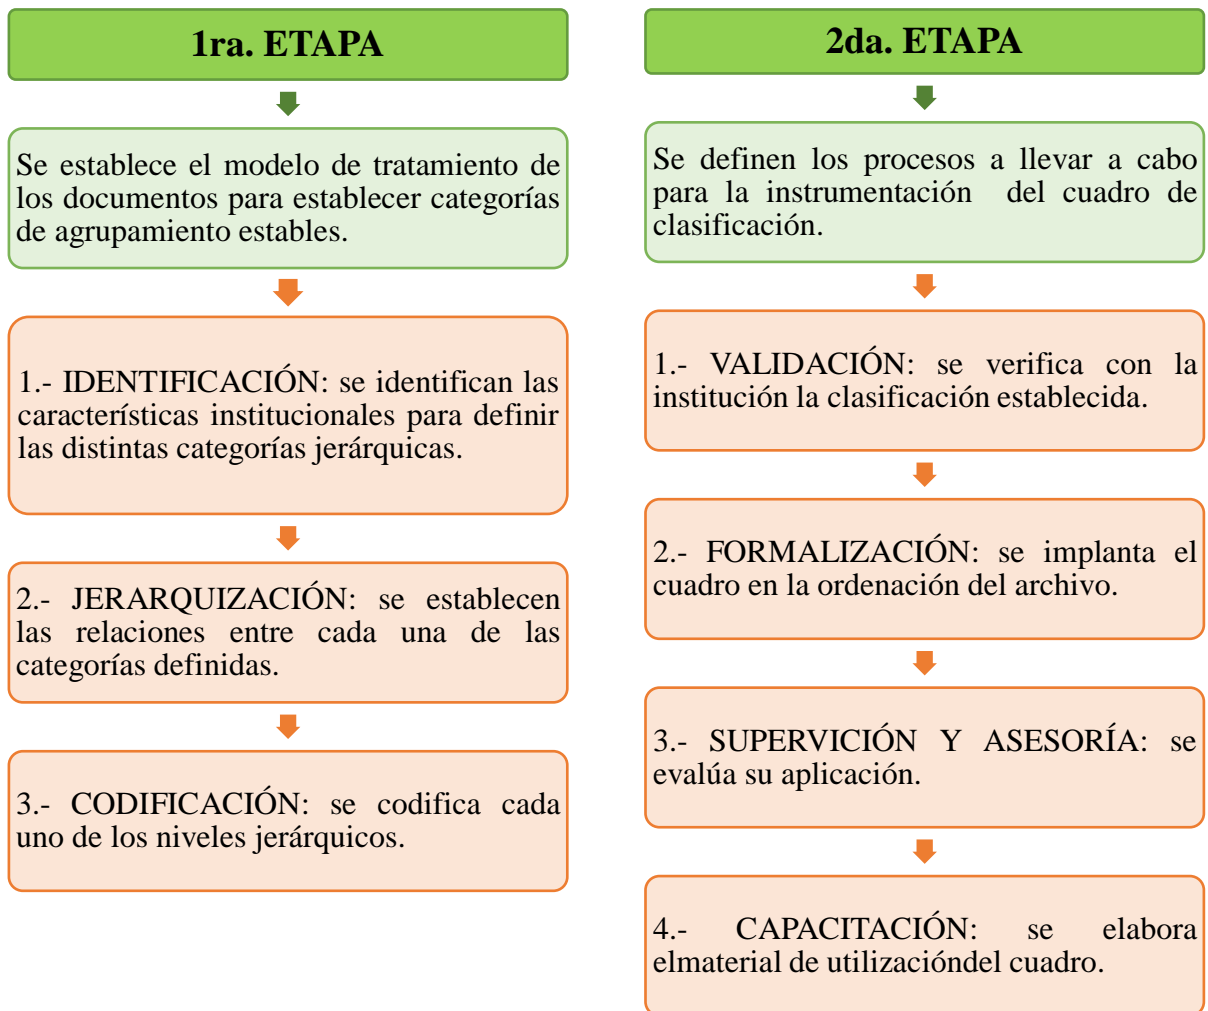 1ra. ETAPA
Se establece el modelo de tratamiento de
los documentos para establecer categorías
de agrupamiento estables.
1.- IDENTIFICACIÓN: se identifican las
características institucionales para definir
las distintas categorías jerárquicas.
2.- JERARQUIZACIÓN: se establecen
las relaciones entre cada una de las
categorías definidas.
3.- CODIFICACIÓN: se codifica cada
uno de los niveles jerárquicos.
2da. ETAPA
Se definen los procesos a llevar a cabo
para la instrumentación del cuadro de
clasificación.
1.- VALIDACIÓN: se verifica con la
institución la clasificación establecida.
2.- FORMALIZACIÓN: se implanta el
cuadro en la ordenación del archivo.
3.- SUPERVICIÓN Y ASESORÍA: se
evalúa su aplicación.
4.- CAPACITACIÓN: se elabora
elmaterial de utilizacióndel cuadro.